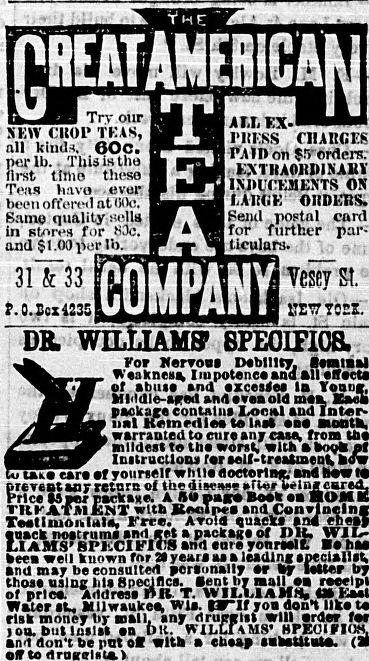 THE
GREAT AMERICAN
TEA
COMPANY
Try our
NEW CROP TEAS,
all kinds, 60c.
per lb. This is the
first time these
Teas have ever
been offered at 60c.
Same quality sells
in stores for 80c.
and $1.00 per lb.
ALL EX-
PRESS CHARGES
PAID on $5 orders.
EXTRAORDINARY
INDUCEMENTS ON
LARGE ORDERS.
Send postal card
for further par-
ticulars.
31 & 33
P. O. Box 4235
Vesey St.
NEW YORK.
DR. WILLIAMS' SPECIFICS.
For Nervous Debility, Seminal
Weakness, Impotence and all effects
of abuse and excesses in Young,
Middle-aged and even old men, Each
package contains Local and Inter-
nal Remedies to last one month,
warranted to cure any case, from the
mildest to the worst, with a book of
Instructions for self-treatment, how
to take care of yourself while doctoring, and how to
prevent any return of the disease after being cured.
Price $5 per package. A 50 page Book on HOME
TREATMENT with Recipes and Convincing
Testimonials, Free. Avoid quacks and cheap
quack nostrums and get a package of DR. WIL-
LIAMS' SPECIFICS and cure yourself. He has
been well known for 20 years as a leading specialist,
and may be consulted personally or by letter by
those using his Specifics. Sent by mail on receipt
of price. Address DR. T. WILLIAMS, East
Water st., Milwaukee, Wis. If you don't like to
risk money by mail, any druggist will order for
you, but insist on DR. WILLIAMS' SPECIFICS,
and don't be put off with a cheap substitute.
off to druggists.)